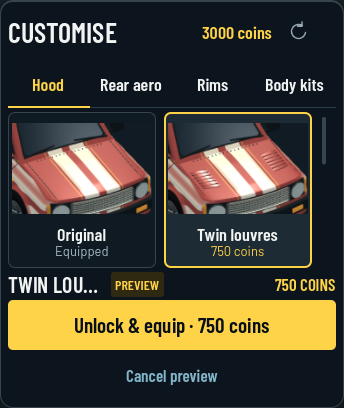 CUSTOMISE 3000 coins
Hood Rear aero Rims Body kits
Original Twin louvres
Equipped 750 coins
TWIN LOU... PREVIEW 750 COINS
Unlock & equip · 750 coins
Cancel preview